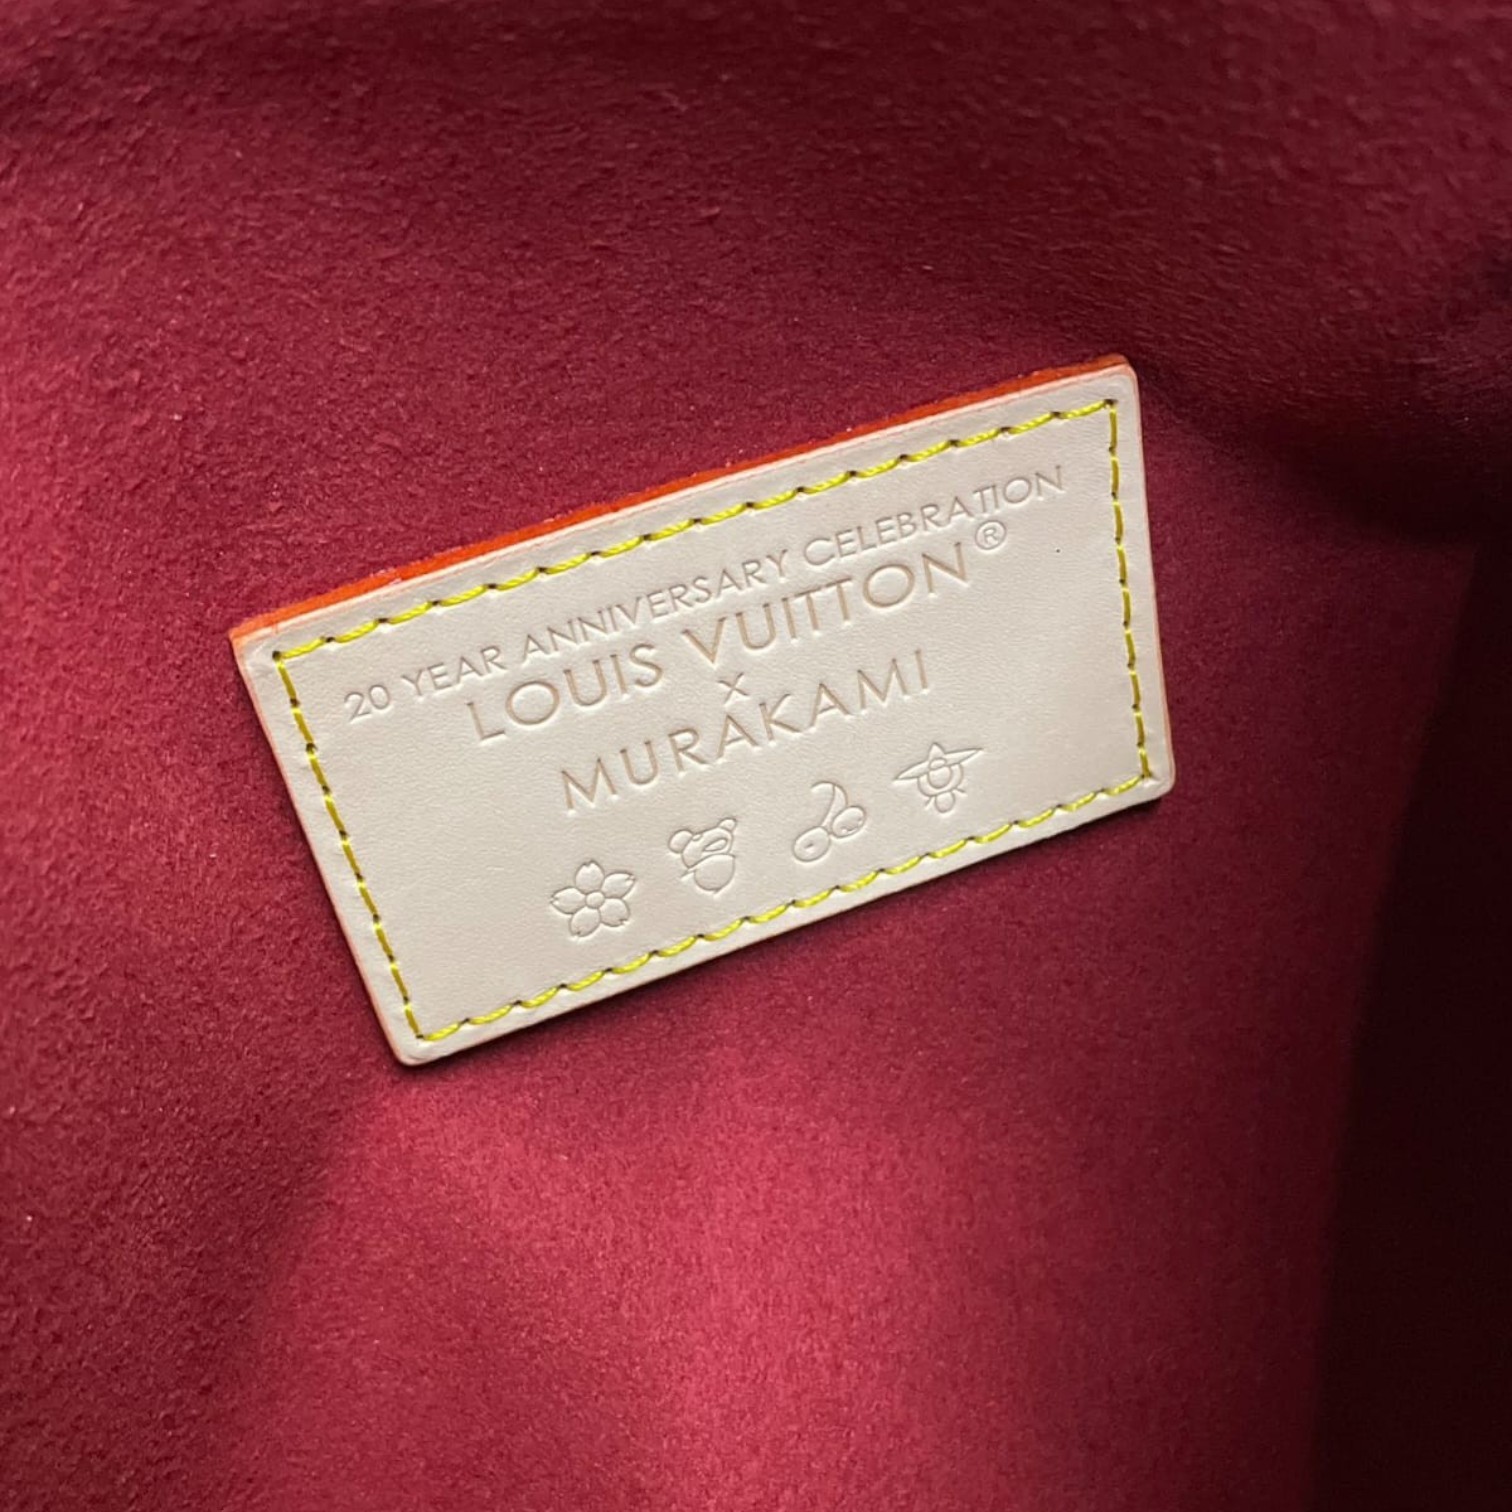 20 YEAR ANNIVERSARY CELEBRATION
LOUIS VUITTON®
x
MURAKAMI